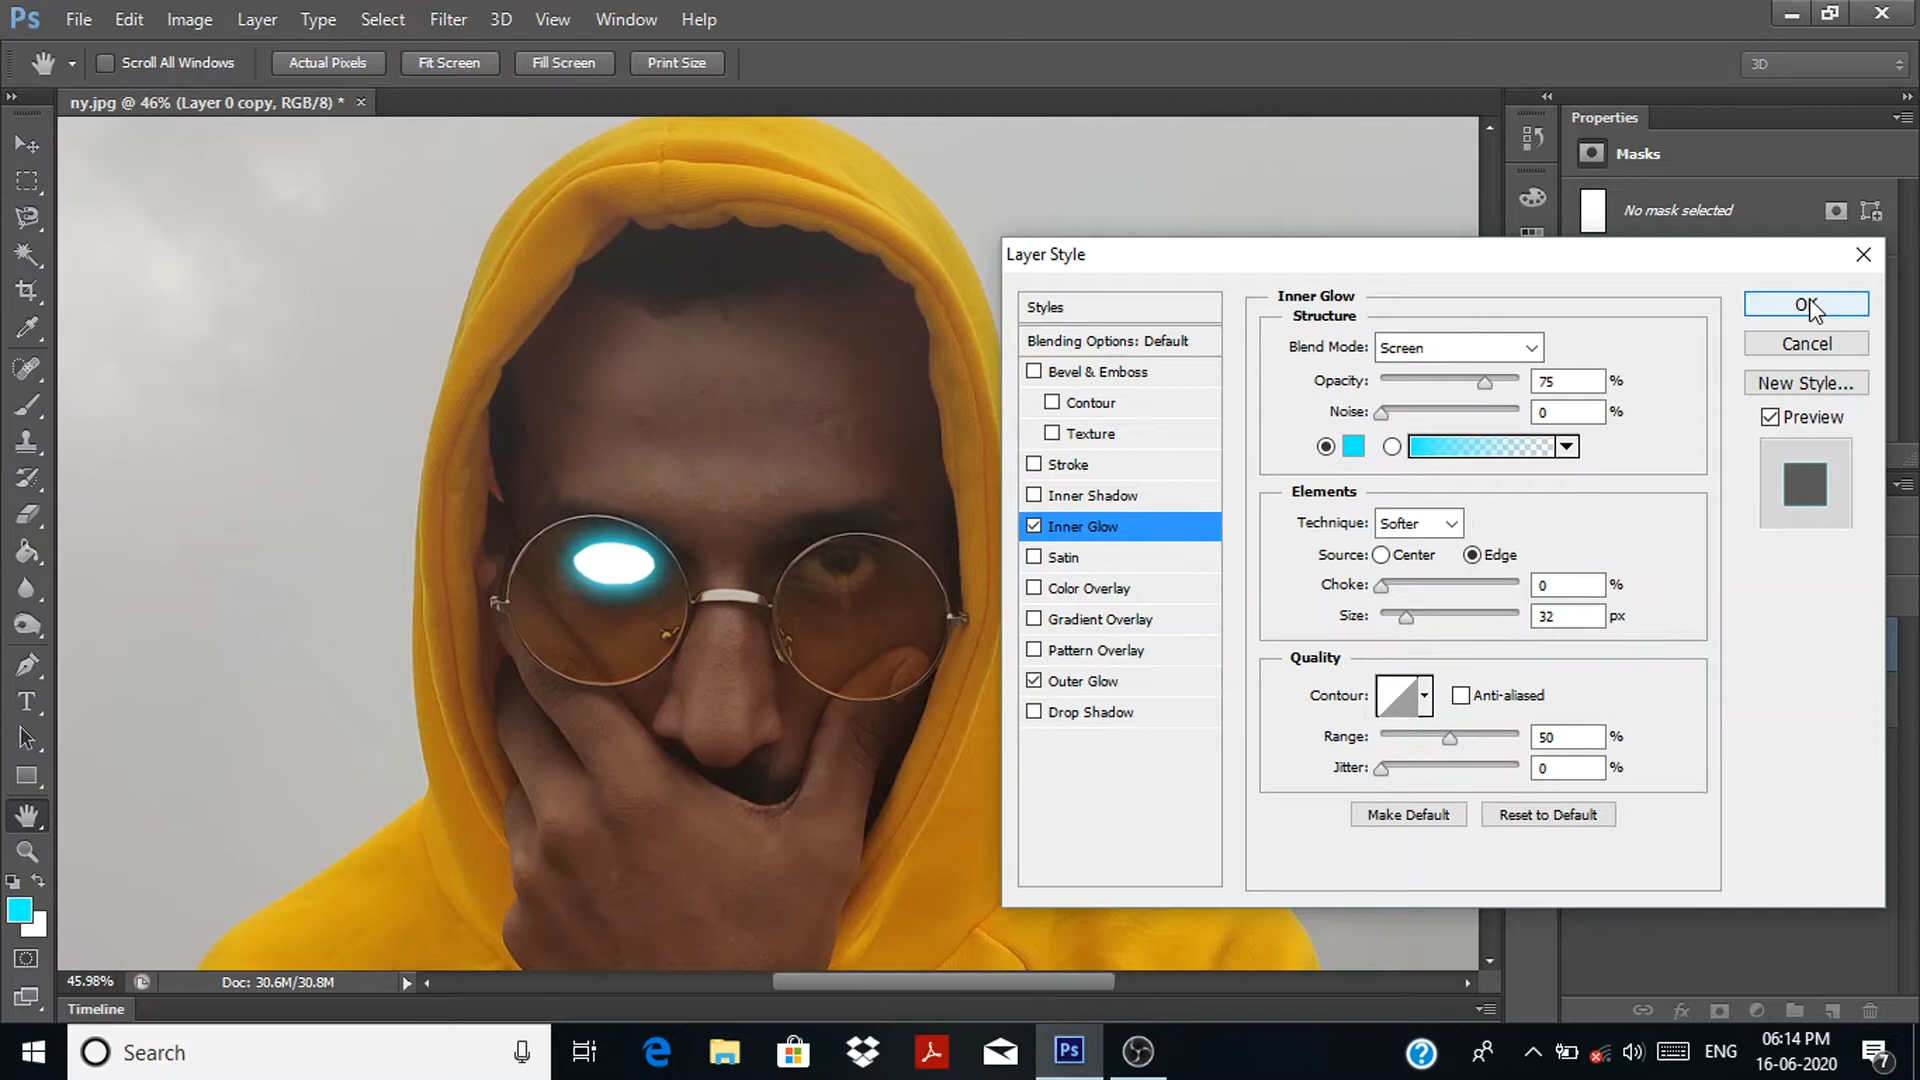 Ps File Edit Image Layer Type Select Filter 3D View Window Help
Scroll All Windows Actual Pixels Fit Screen Fill Screen Print Size 3D
ny.jpg @ 46% (Layer 0 copy, RGB/8) * ×
Properties
Masks
No mask selected
Layer Style
Styles
Blending Options: Default
Bevel & Emboss
Contour
Texture
Stroke
Inner Shadow
Inner Glow
Satin
Color Overlay
Gradient Overlay
Pattern Overlay
Outer Glow
Drop Shadow
Inner Glow
Structure
Blend Mode: Screen
Opacity: 75 %
Noise: 0 %
Elements
Technique: Softer
Source: Center Edge
Choke: 0 %
Size: 32 px
Quality
Contour: Anti-aliased
Range: 50 %
Jitter: 0 %
Make Default Reset to Default
OK
Cancel
New Style...
Preview
45.98% Doc: 30.6M/30.8M
Timeline
Search
Ps
ENG
06:14 PM
16-06-2020
7